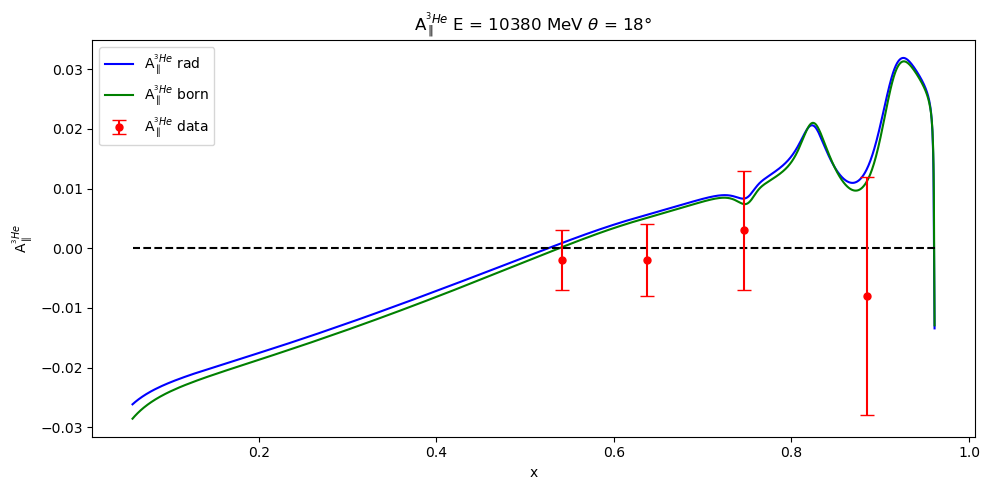 A∥^³He E = 10380 MeV θ = 18°
A∥^³He rad
A∥^³He born
A∥^³He data
A∥^³He
0.03
0.02
0.01
0.00
−0.01
−0.02
−0.03
0.2 0.4 0.6 0.8 1.0
x